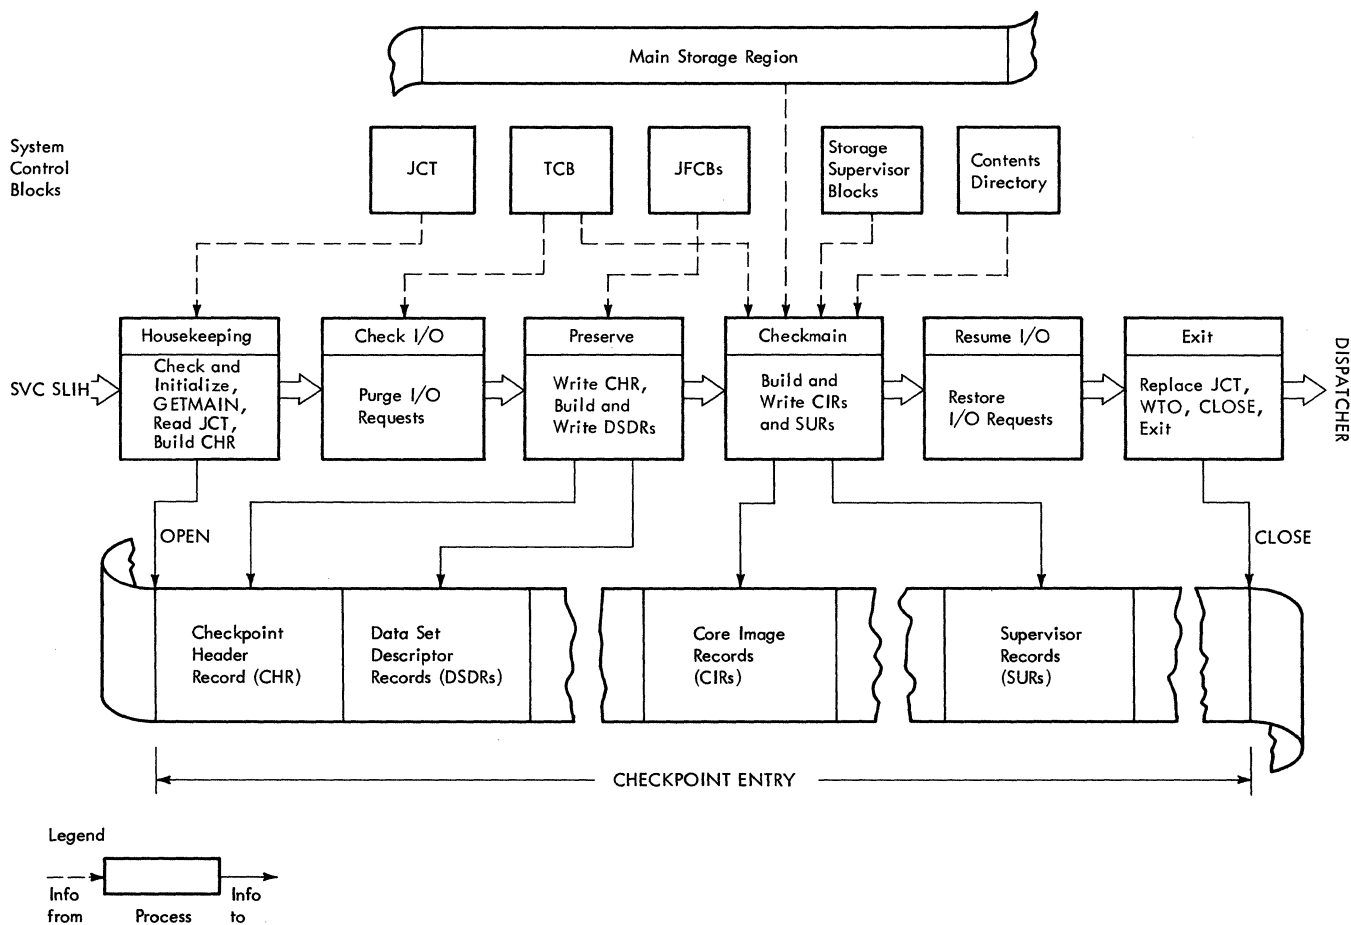 Main Storage Region
System
Control
Blocks
JCT
TCB
JFCBs
Storage
Supervisor
Blocks
Contents
Directory
SVC SLIH
Housekeeping
Check and
Initialize,
GETMAIN,
Read JCT,
Build CHR
Check I/O
Purge I/O
Requests
Preserve
Write CHR,
Build and
Write DSDRs
Checkmain
Build and
Write CIRs
and SURs
Resume I/O
Restore
I/O Requests
Exit
Replace JCT,
WTO, CLOSE,
Exit
DISPATCHER
OPEN
CLOSE
Checkpoint
Header
Record (CHR)
Data Set
Descriptor
Records (DSDRs)
Core Image
Records
(CIRs)
Supervisor
Records
(SURs)
CHECKPOINT ENTRY
Legend
Info
from
Process
Info
to